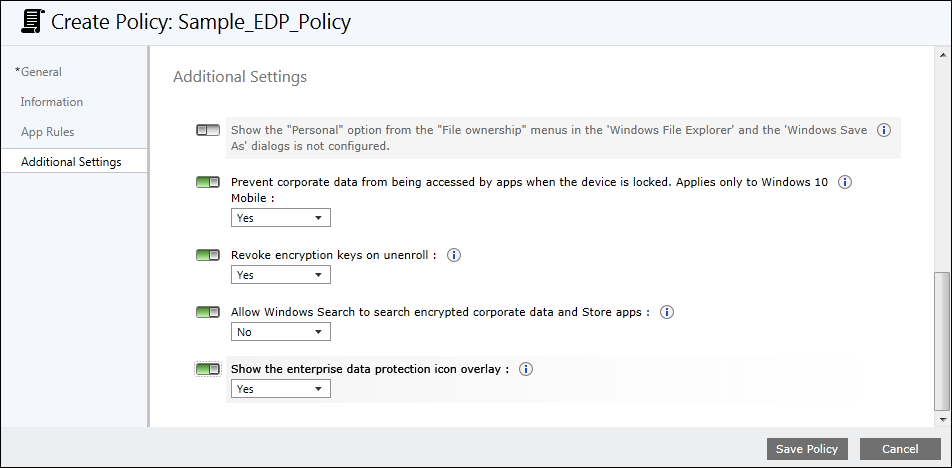 Create Policy: Sample_EDP_Policy
*General
Information
App Rules
Additional Settings
Additional Settings
Show the "Personal" option from the "File ownership" menus in the 'Windows File Explorer' and the 'Windows Save
As' dialogs is not configured.
Prevent corporate data from being accessed by apps when the device is locked. Applies only to Windows 10
Mobile :
Yes
Revoke encryption keys on unenroll :
Yes
Allow Windows Search to search encrypted corporate data and Store apps :
No
Show the enterprise data protection icon overlay :
Yes
Save Policy
Cancel